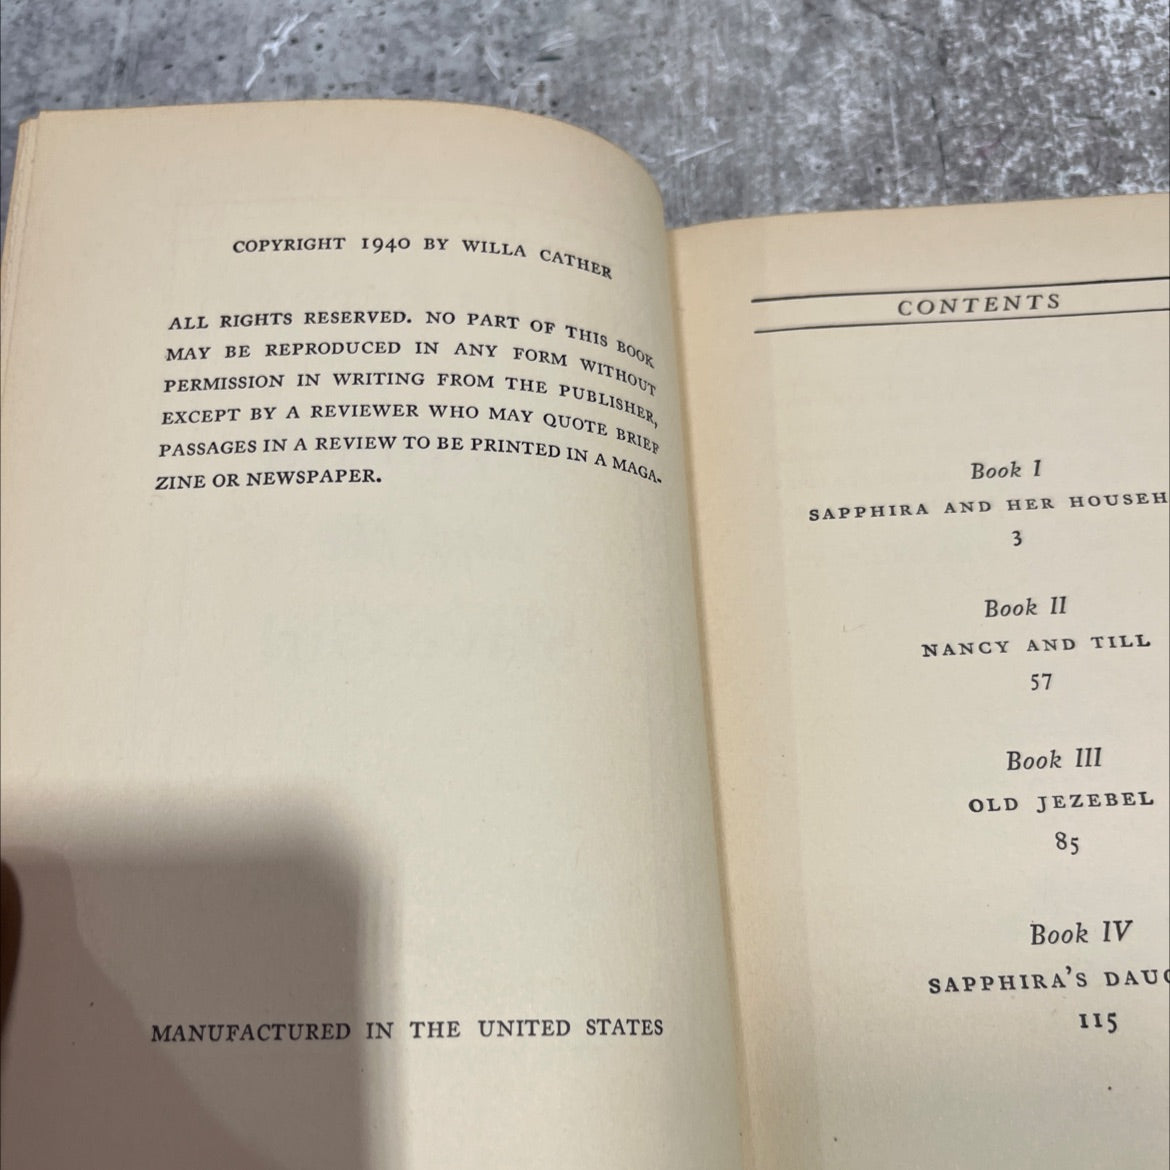 COPYRIGHT 1940 BY WILLA CATHER
ALL RIGHTS RESERVED. NO PART OF THIS BOOK
MAY BE REPRODUCED IN ANY FORM WITHOUT
PERMISSION IN WRITING FROM THE PUBLISHER,
EXCEPT BY A REVIEWER WHO MAY QUOTE BRIEF
PASSAGES IN A REVIEW TO BE PRINTED IN A MAGA-
ZINE OR NEWSPAPER.
MANUFACTURED IN THE UNITED STATES
CONTENTS
Book I
SAPPHIRA AND HER HOUSEH
3
Book II
NANCY AND TILL
57
Book III
OLD JEZEBEL
85
Book IV
SAPPHIRA'S DAUG
115